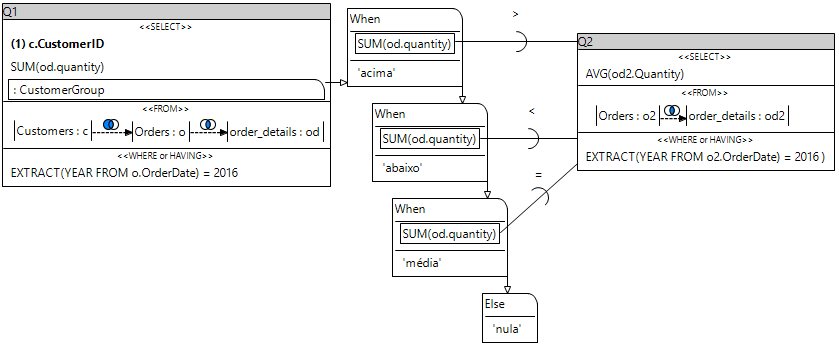 Q1
<<SELECT>>
(1) c.CustomerID
SUM(od.quantity)
: CustomerGroup
<<FROM>>
Customers : c
Orders : o
order_details : od
<<WHERE or HAVING>>
EXTRACT(YEAR FROM o.OrderDate) = 2016
When
SUM(od.quantity)
'acima'
>
When
SUM(od.quantity)
'abaixo'
<
When
SUM(od.quantity)
'média'
=
Else
'nula'
Q2
<<SELECT>>
AVG(od2.Quantity)
<<FROM>>
Orders : o2
order_details : od2
<<WHERE or HAVING>>
EXTRACT(YEAR FROM o2.OrderDate) = 2016 )